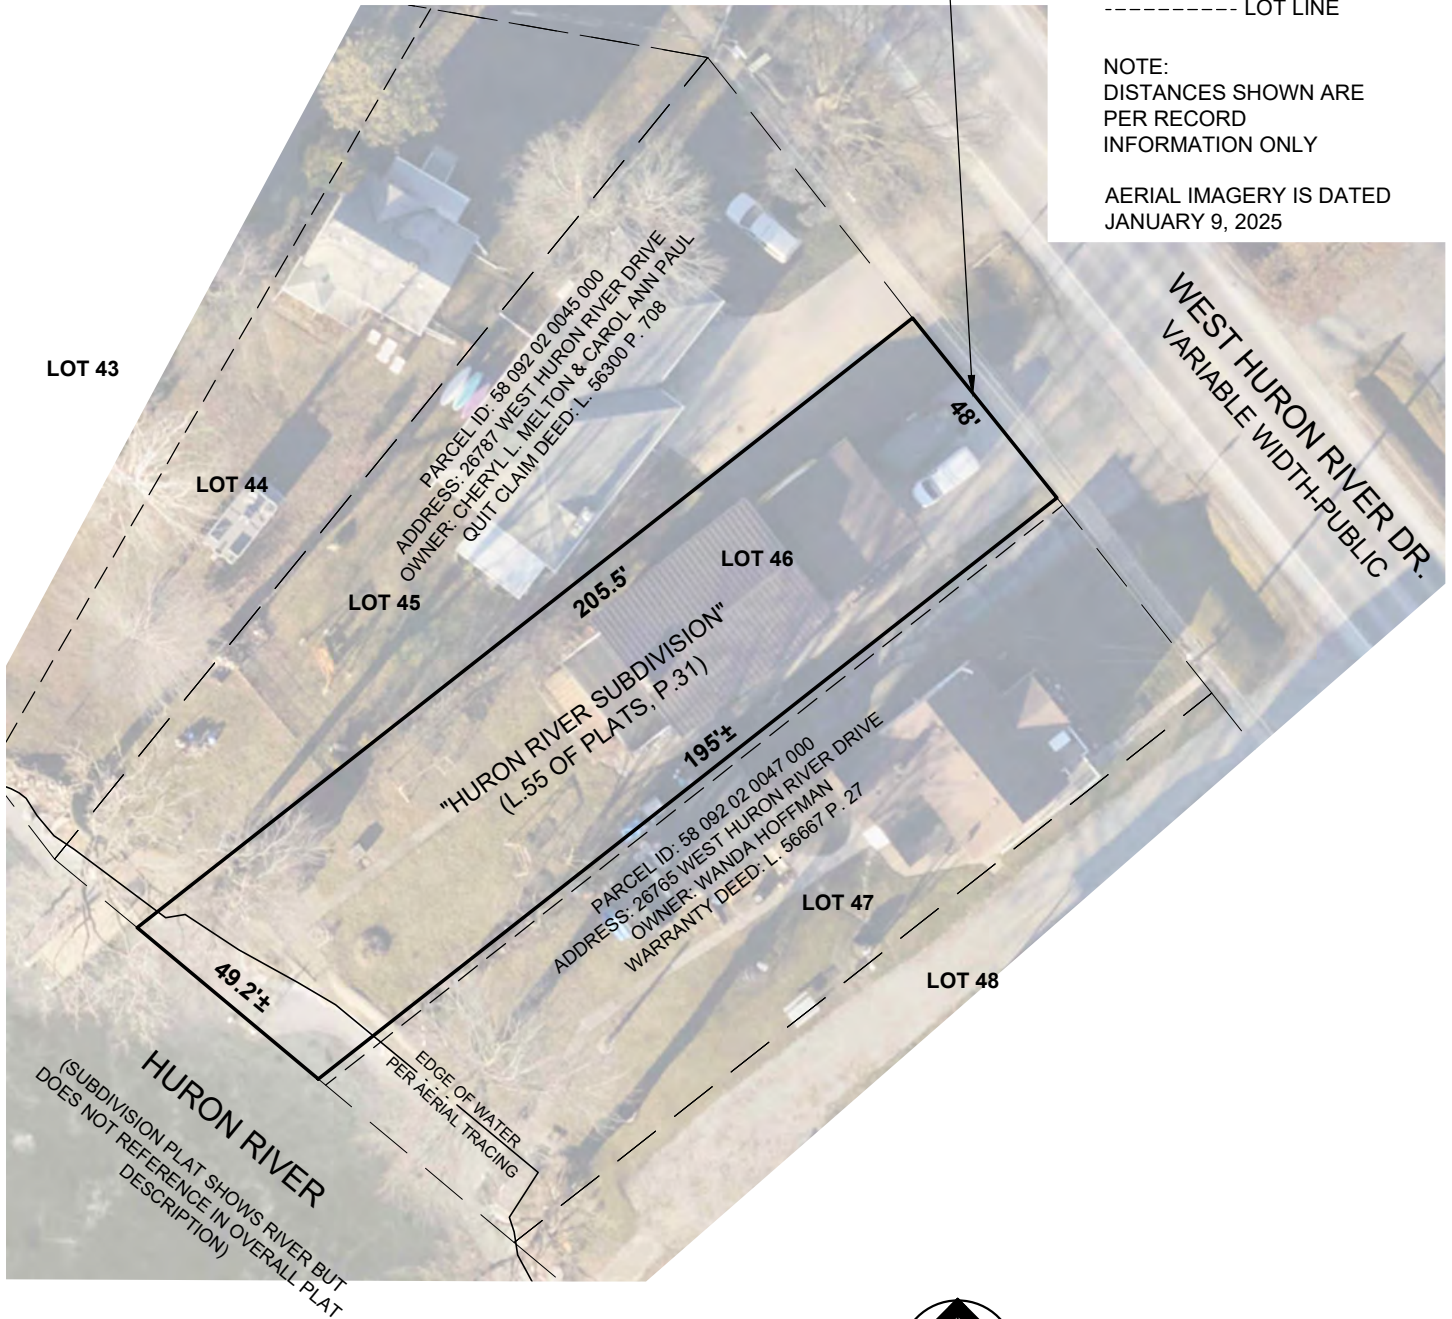 ---------- LOT LINE
NOTE:
DISTANCES SHOWN ARE
PER RECORD
INFORMATION ONLY
AERIAL IMAGERY IS DATED
JANUARY 9, 2025
WEST HURON RIVER DR.
VARIABLE WIDTH-PUBLIC
LOT 43
LOT 44
PARCEL ID: 58 092 02 0045 000
ADDRESS: 26787 WEST HURON RIVER DRIVE
OWNER: CHERYL L. MELTON & CAROL ANN PAUL
QUIT CLAIM DEED: L. 56300 P. 708
LOT 45
48'
LOT 46
205.5'
"HURON RIVER SUBDIVISION"
(L.55 OF PLATS, P.31)
195'±
PARCEL ID: 58 092 02 0047 000
ADDRESS: 26765 WEST HURON RIVER DRIVE
OWNER: WANDA HOFFMAN
WARRANTY DEED: L. 56667 P. 27
LOT 47
LOT 48
49.2'±
EDGE OF WATER
PER AERIAL TRACING
HURON RIVER
(SUBDIVISION PLAT SHOWS RIVER BUT
DOES NOT REFERENCE IN OVERALL PLAT
DESCRIPTION)